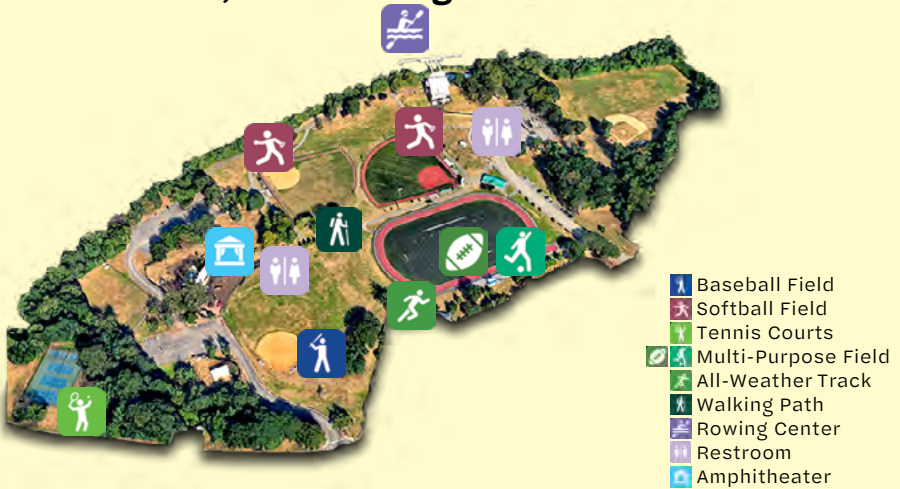 Baseball Field
Softball Field
Tennis Courts
Multi-Purpose Field
All-Weather Track
Walking Path
Rowing Center
Restroom
Amphitheater